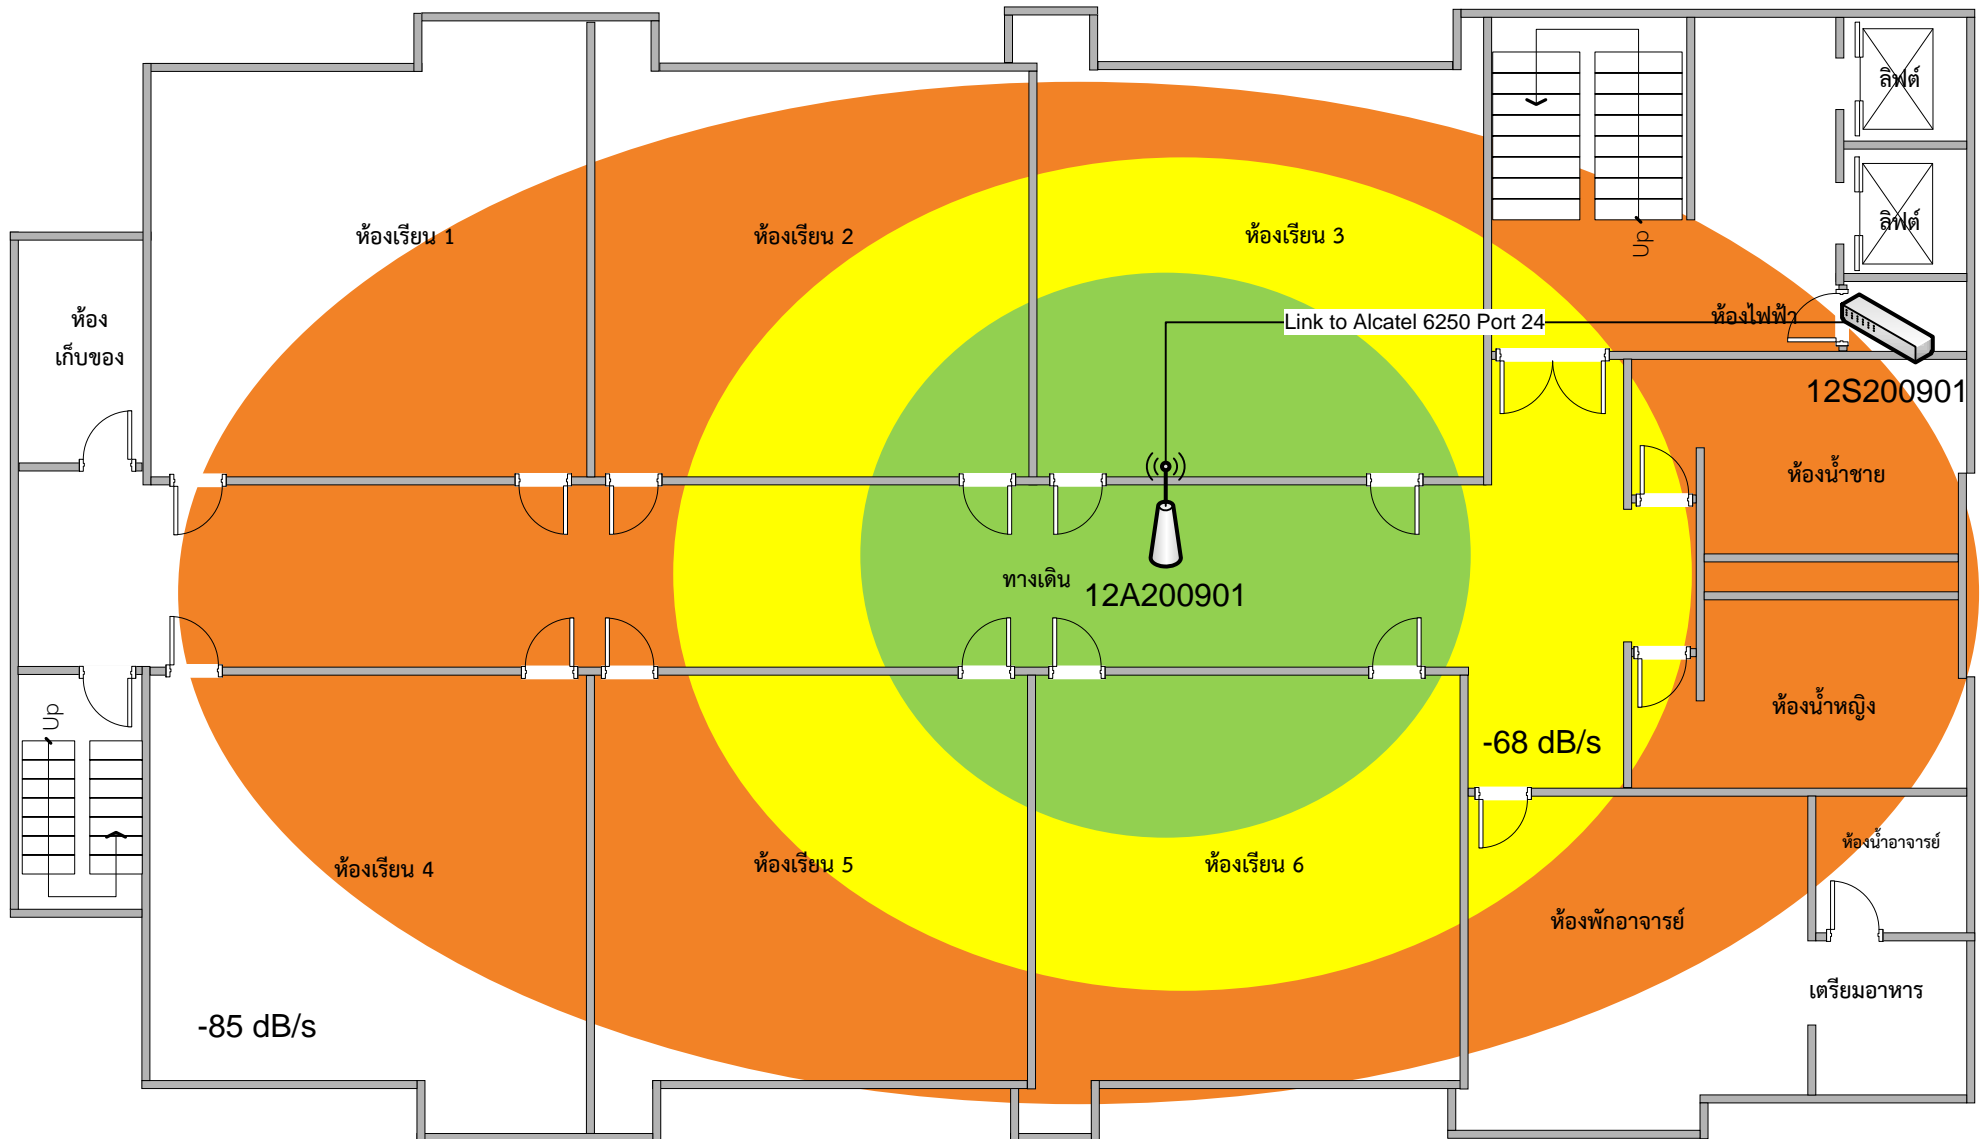 ลิฟต์
ห้องเรียน 1
ห้องเรียน 2
ห้องเรียน 3
Up
ลิฟต์
ห้อง
เก็บของ
Link to Alcatel 6250 Port 24
ห้องไฟฟ้า
12S200901
ห้องน้ำชาย
ทางเดิน
12A200901
Up
-68 dB/s
ห้องน้ำหญิง
ห้องเรียน 4
ห้องเรียน 5
ห้องเรียน 6
ห้องน้ำอาจารย์
ห้องพักอาจารย์
เตรียมอาหาร
-85 dB/s